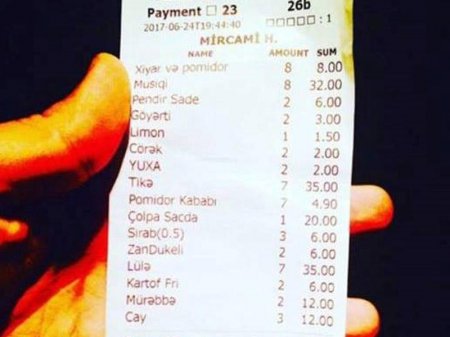 Payment □ 23 26b
2017-06-24T19:44:40 □□□□□ : 1
MİRCAMİ H.
NAME AMOUNT SUM
Xiyar və pomidor 8 8.00
Musiqi 8 32.00
Pendir Sade 2 6.00
Göyərti 2 3.00
Limon 1 1.50
Cörək 2 2.00
YUXA 2 2.00
Tikə 7 35.00
Pomidor Kababı 7 4.90
Çolpa Sacda 1 20.00
Sirab(0.5) 3 6.00
ZanDukeli 2 6.00
Lülə 7 35.00
Kartof Fri 2 6.00
Mürəbbə 2 12.00
Cay 3 12.00